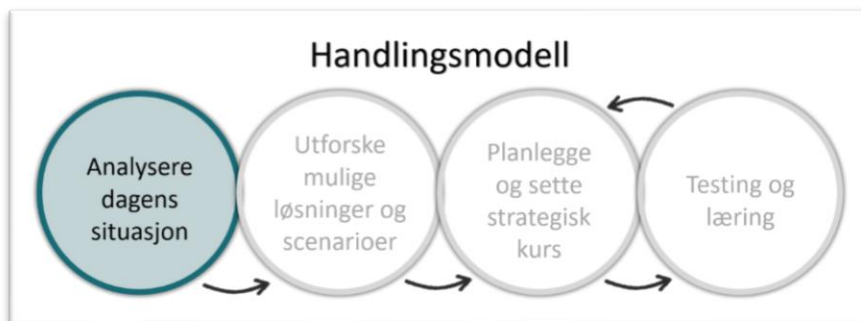 Handlingsmodell
Analysere
dagens
situasjon
Utforske
mulige
løsninger og
scenarioer
Planlegge
og sette
strategisk
kurs
Testing og
læring